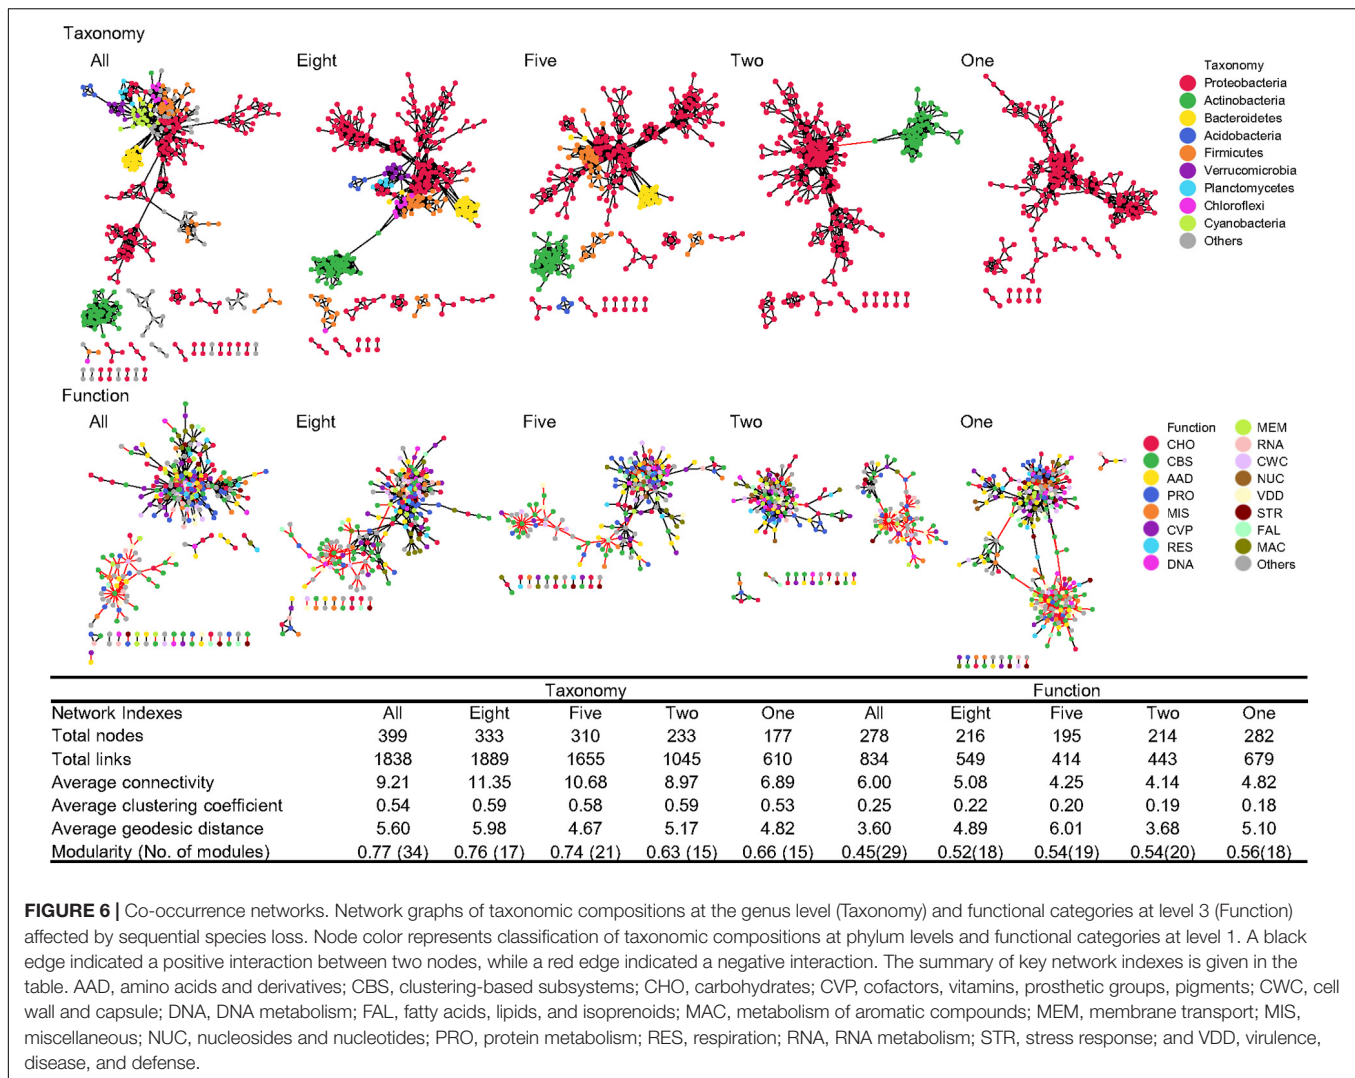 Taxonomy
All
Eight
Five
Two
One
Taxonomy
Proteobacteria
Actinobacteria
Bacteroidetes
Acidobacteria
Firmicutes
Verrucomicrobia
Planctomycetes
Chloroflexi
Cyanobacteria
Others
Function
All
Eight
Five
Two
One
Function
CHO
CBS
AAD
PRO
MIS
CVP
RES
DNA
MEM
RNA
CWC
NUC
VDD
STR
FAL
MAC
Others
Taxonomy Function
Network Indexes All Eight Five Two One All Eight Five Two One
Total nodes 399 333 310 233 177 278 216 195 214 282
Total links 1838 1889 1655 1045 610 834 549 414 443 679
Average connectivity 9.21 11.35 10.68 8.97 6.89 6.00 5.08 4.25 4.14 4.82
Average clustering coefficient 0.54 0.59 0.58 0.59 0.53 0.25 0.22 0.20 0.19 0.18
Average geodesic distance 5.60 5.98 4.67 5.17 4.82 3.60 4.89 6.01 3.68 5.10
Modularity (No. of modules) 0.77 (34) 0.76 (17) 0.74 (21) 0.63 (15) 0.66 (15) 0.45(29) 0.52(18) 0.54(19) 0.54(20) 0.56(18)
FIGURE 6 | Co-occurrence networks. Network graphs of taxonomic compositions at the genus level (Taxonomy) and functional categories at level 3 (Function)
affected by sequential species loss. Node color represents classification of taxonomic compositions at phylum levels and functional categories at level 1. A black
edge indicated a positive interaction between two nodes, while a red edge indicated a negative interaction. The summary of key network indexes is given in the
table. AAD, amino acids and derivatives; CBS, clustering-based subsystems; CHO, carbohydrates; CVP, cofactors, vitamins, prosthetic groups, pigments; CWC, cell
wall and capsule; DNA, DNA metabolism; FAL, fatty acids, lipids, and isoprenoids; MAC, metabolism of aromatic compounds; MEM, membrane transport; MIS,
miscellaneous; NUC, nucleosides and nucleotides; PRO, protein metabolism; RES, respiration; RNA, RNA metabolism; STR, stress response; and VDD, virulence,
disease, and defense.